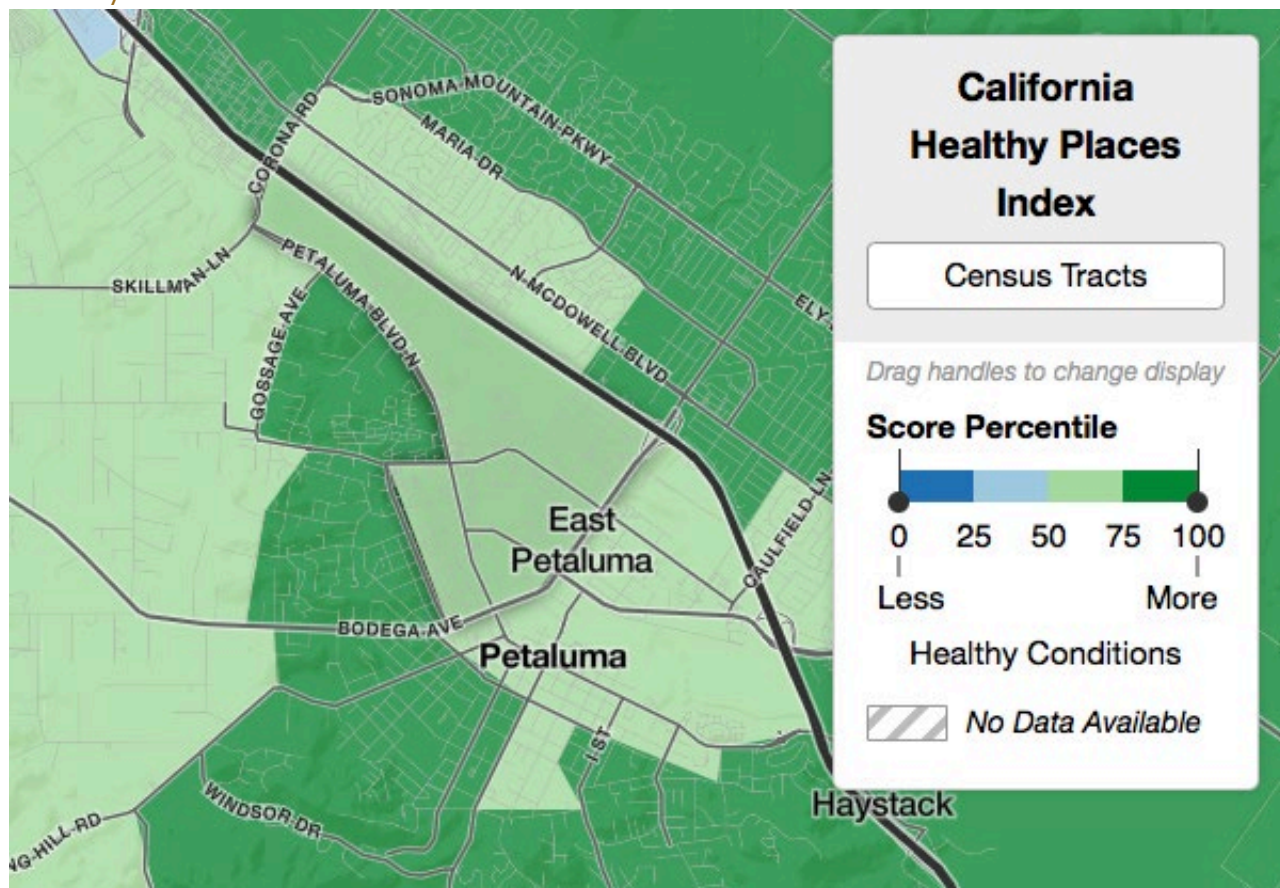 SONOMA-MOUNTAIN-PKWY
CORONA RD
MARIA-DR
SKILLMAN-LN
PETALUMA-BLVD-N
GOSSAGE-AVE
N-MCDOWELL-BLVD
CAULFIELD-LN
East
Petaluma
BODEGA-AVE
Petaluma
I-ST
WINDSOR-DR
Haystack
California
Healthy Places
Index
Census Tracts
Drag handles to change display
Score Percentile
0 25 50 75 100
Less More
Healthy Conditions
No Data Available